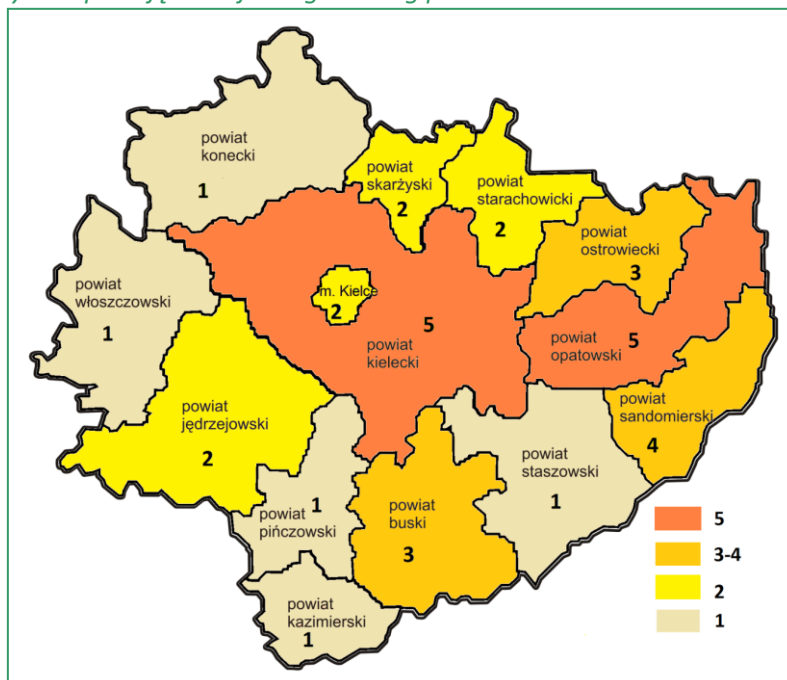 powiat
konecki
1
powiat
skarżyski
2
powiat
starachowicki
2
powiat
ostrowiecki
3
powiat
włoszczowski
1
m. Kielce
2
powiat
kielecki
5
powiat
opatowski
5
powiat
sandomierski
4
powiat
jędrzejowski
2
powiat
staszowski
1
powiat
pińczowski
1
powiat
buski
3
powiat
kazimierski
1
5
3-4
2
1